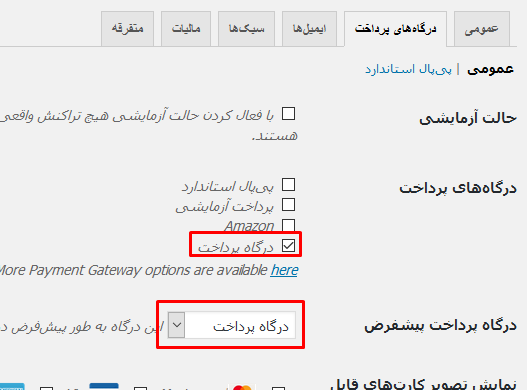 عمومی درگاه‌های پرداخت ایمیل‌ها سبک‌ها مالیات متفرقه
عمومی | پی‌پال استاندارد
حالت آزمایشی
با فعال کردن حالت آزمایشی هیچ تراکنش واقعی
هستند.
درگاه‌های پرداخت
پی‌پال استاندارد
پرداخت آزمایشی
Amazon
درگاه پرداخت
More Payment Gateway options are available here
درگاه پرداخت پیشفرض
درگاه پرداخت
این درگاه به طور پیش‌فرض د
نمایش تصویر کارت‌های قابل